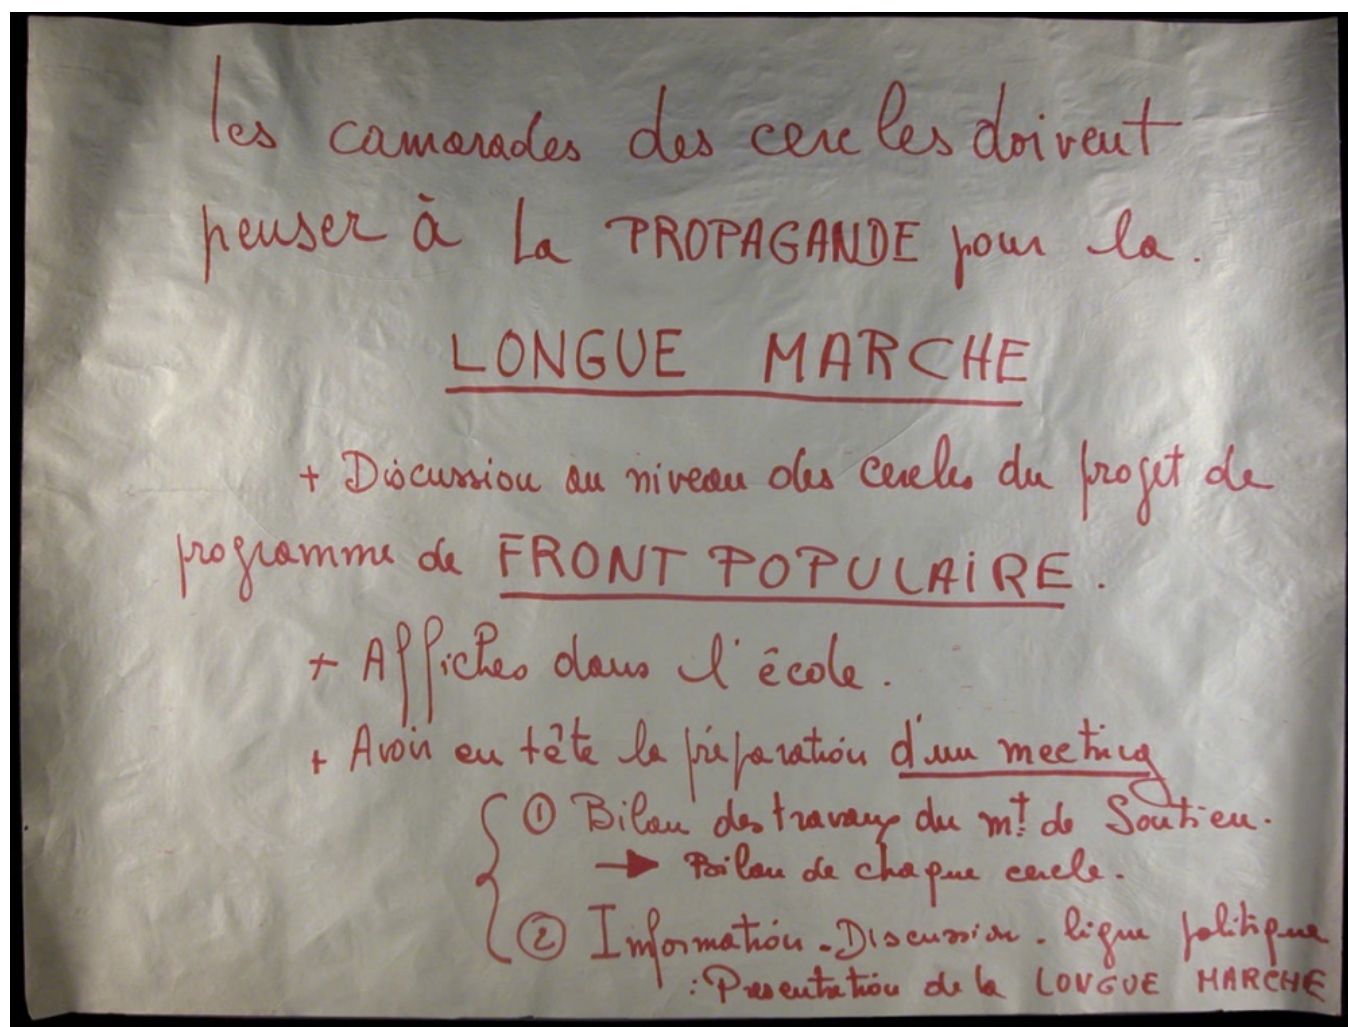 les camarades des cercles doivent
penser à la PROPAGANDE pour la.
LONGUE MARCHE
+ Discussion au niveau des cercles du projet de
programme de FRONT POPULAIRE.
+ Affiches dans l'école.
+ Avoir en tête la préparation d'un meeting
① Bilan des travaux du mt. de Soutien.
→ Bilan de chaque cercle.
② Information - Discussion - ligne politique
: Présentation de la LONGUE MARCHE